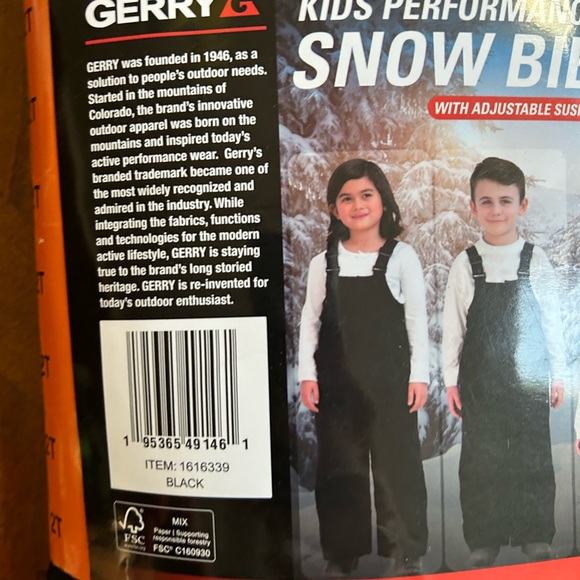 GERRY
GERRY was founded in 1946, as a
solution to people's outdoor needs.
Started in the mountains of
Colorado, the brand's innovative
outdoor apparel was born on the
mountains and inspired today's
active performance wear. Gerry's
branded trademark became one of
the most widely recognized and
admired in the industry. While
integrating the fabrics, functions
and technologies for the modern
active lifestyle, GERRY is staying
true to the brand's long storied
heritage. GERRY is re-invented for
today's outdoor enthusiast.
1 95365 49146 1
ITEM: 1616339
BLACK
FSC
MIX
Paper | Supporting
responsible forestry
FSC® C160930
KIDS PERFORMANC
SNOW BIB
WITH ADJUSTABLE SUS
2T
2T
2T